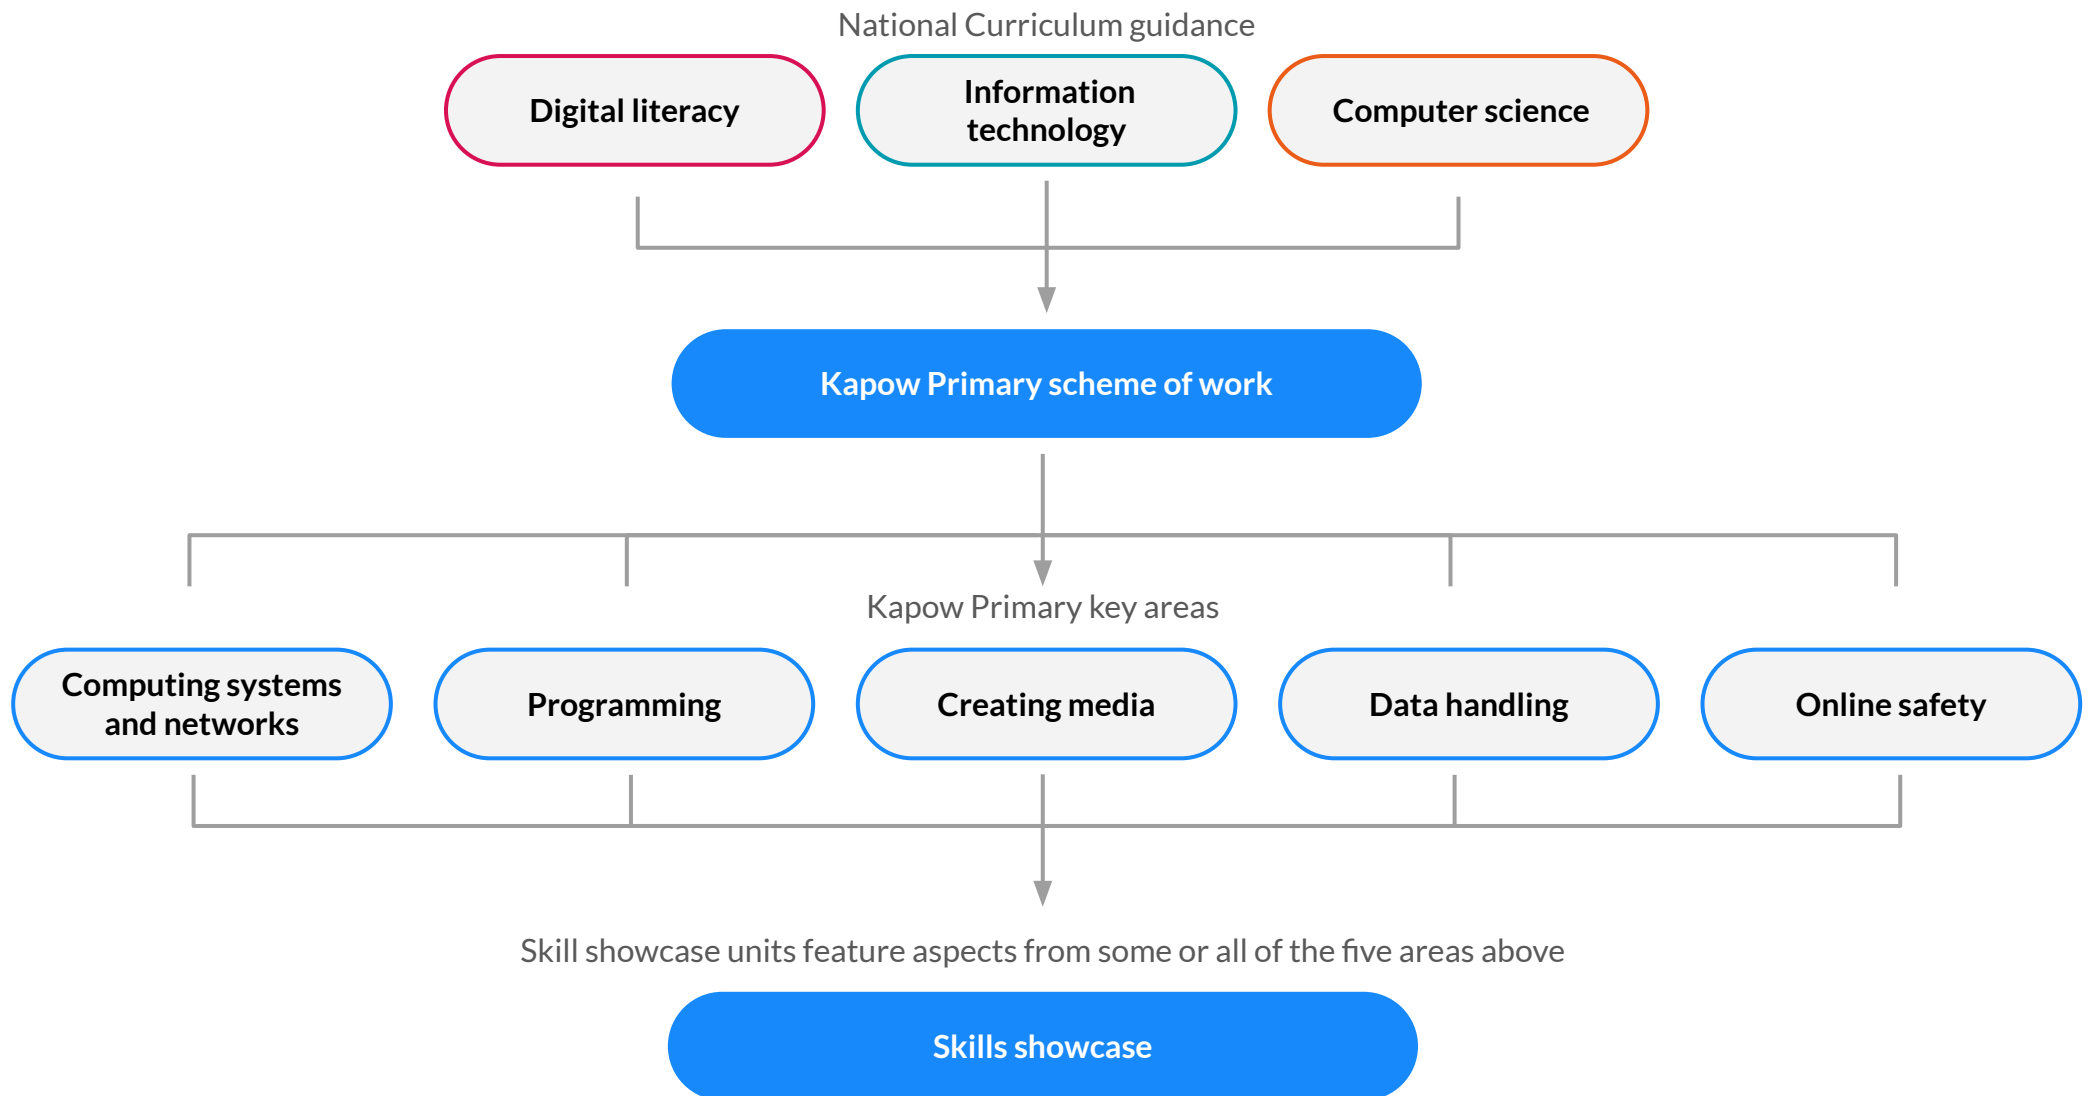 National Curriculum guidance
Digital literacy
Information
technology
Computer science
Kapow Primary scheme of work
Kapow Primary key areas
Computing systems
and networks
Programming
Creating media
Data handling
Online safety
Skill showcase units feature aspects from some or all of the five areas above
Skills showcase